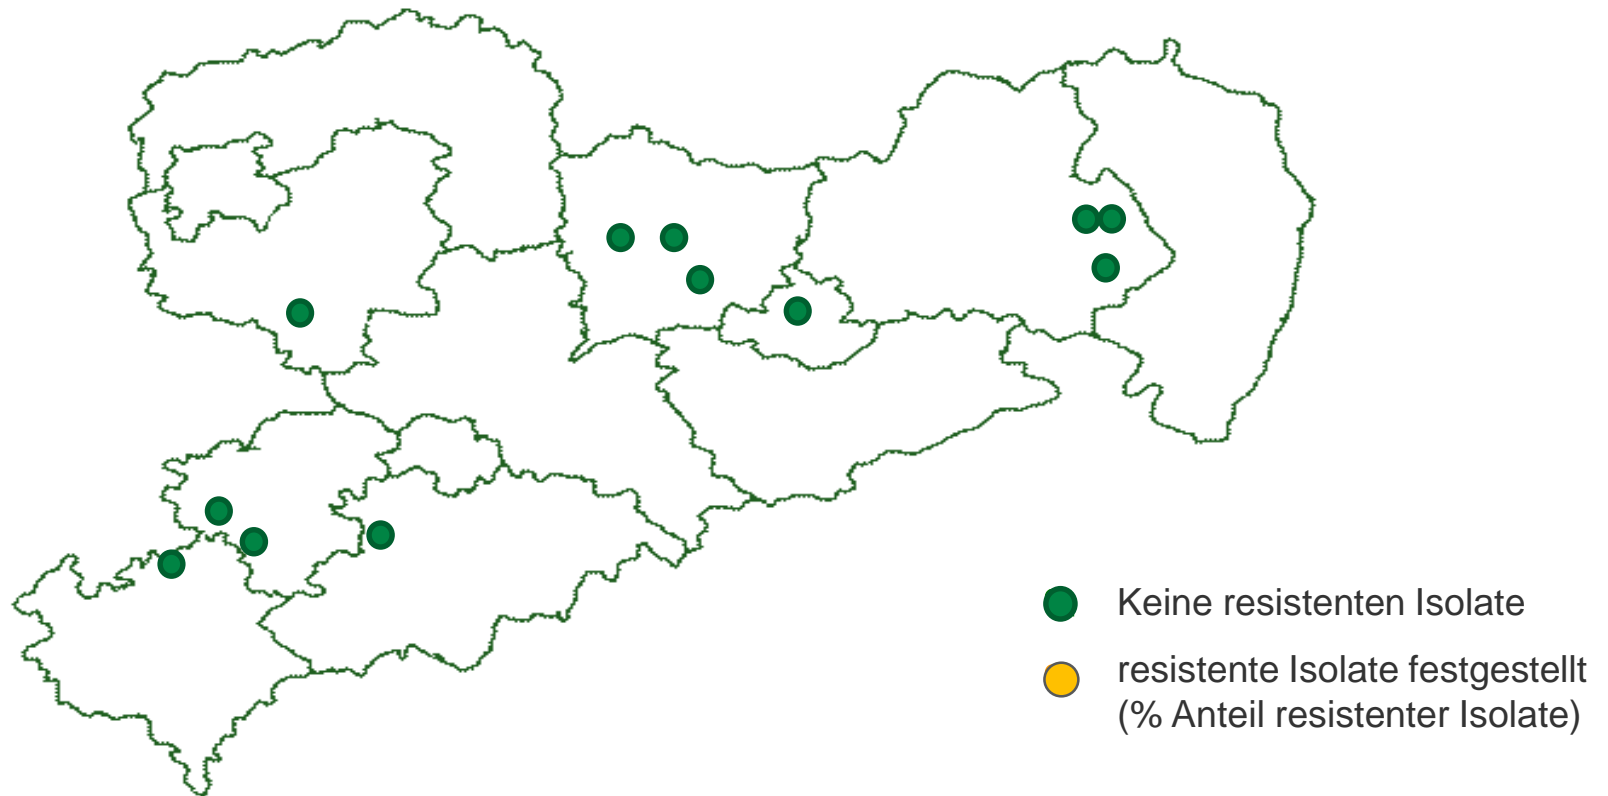 Keine resistenten Isolate
resistente Isolate festgestellt
(% Anteil resistenter Isolate)